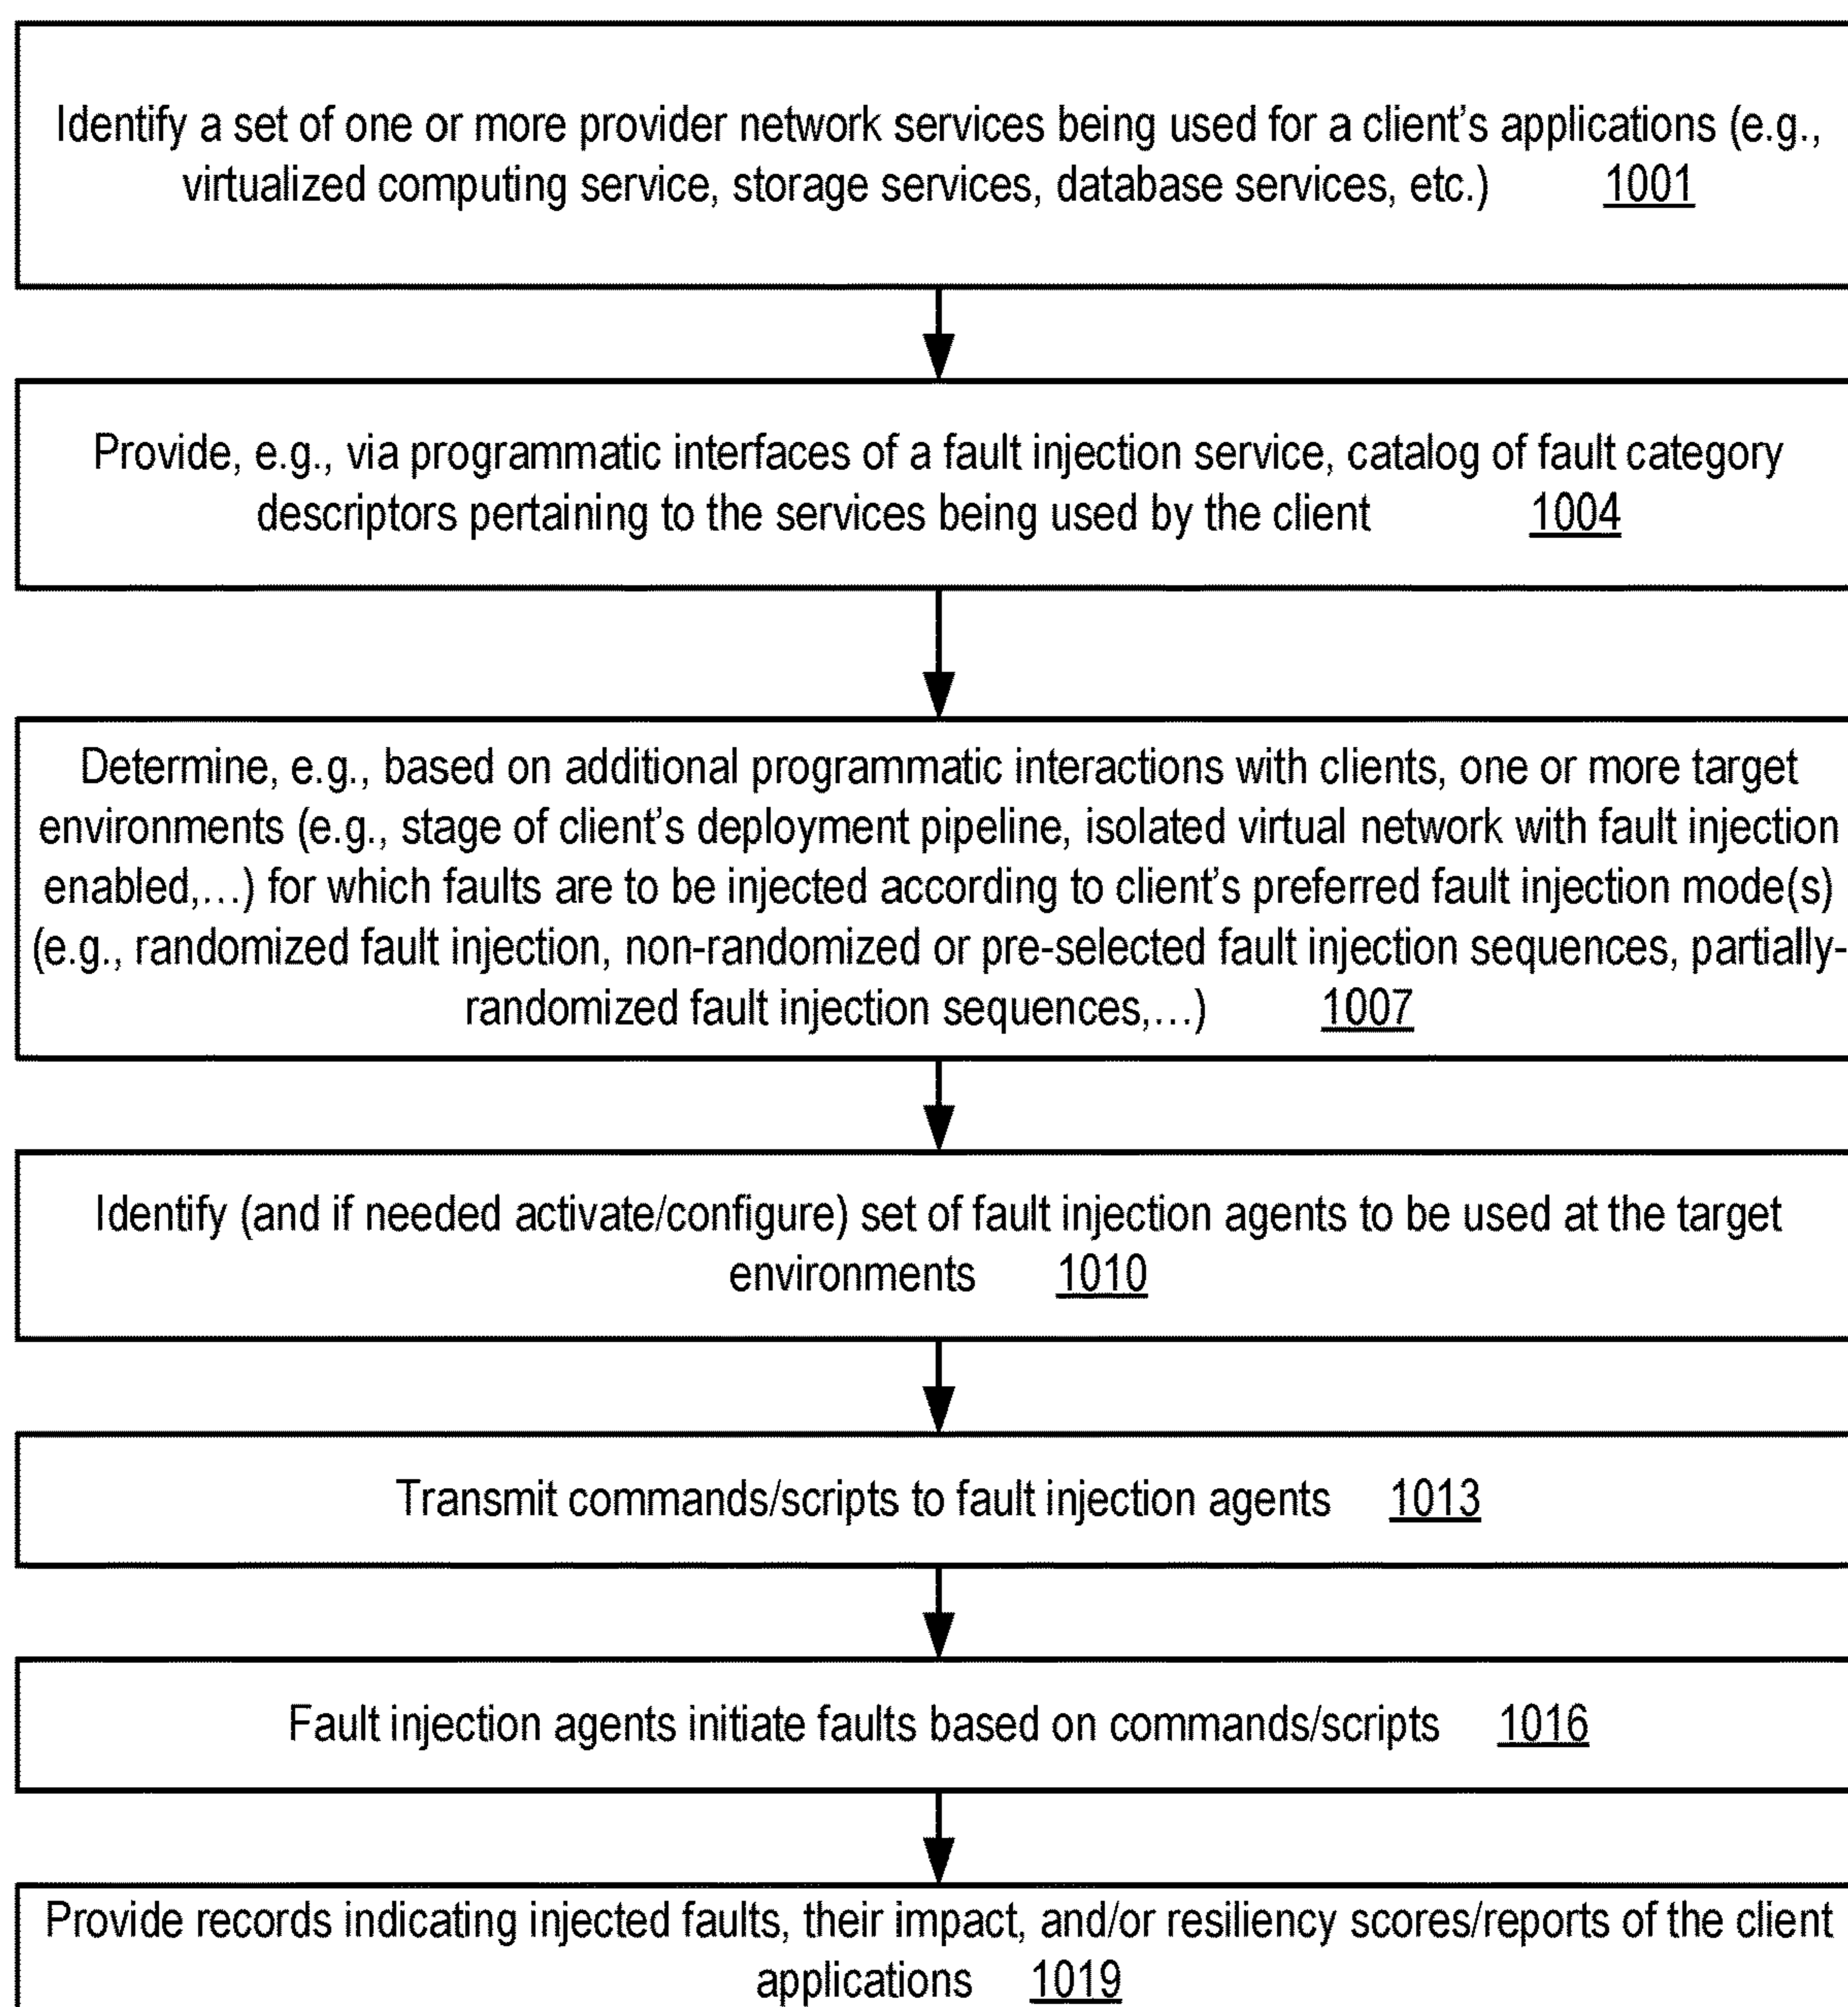 Identify a set of one or more provider network services being used for a client's applications (e.g.,
virtualized computing service, storage services, database services, etc.) 1001
Provide, e.g., via programmatic interfaces of a fault injection service, catalog of fault category
descriptors pertaining to the services being used by the client 1004
Determine, e.g., based on additional programmatic interactions with clients, one or more target
environments (e.g., stage of client's deployment pipeline, isolated virtual network with fault injection
enabled,…) for which faults are to be injected according to client's preferred fault injection mode(s)
(e.g., randomized fault injection, non-randomized or pre-selected fault injection sequences, partially-
randomized fault injection sequences,…) 1007
Identify (and if needed activate/configure) set of fault injection agents to be used at the target
environments 1010
Transmit commands/scripts to fault injection agents 1013
Fault injection agents initiate faults based on commands/scripts 1016
Provide records indicating injected faults, their impact, and/or resiliency scores/reports of the client
applications 1019